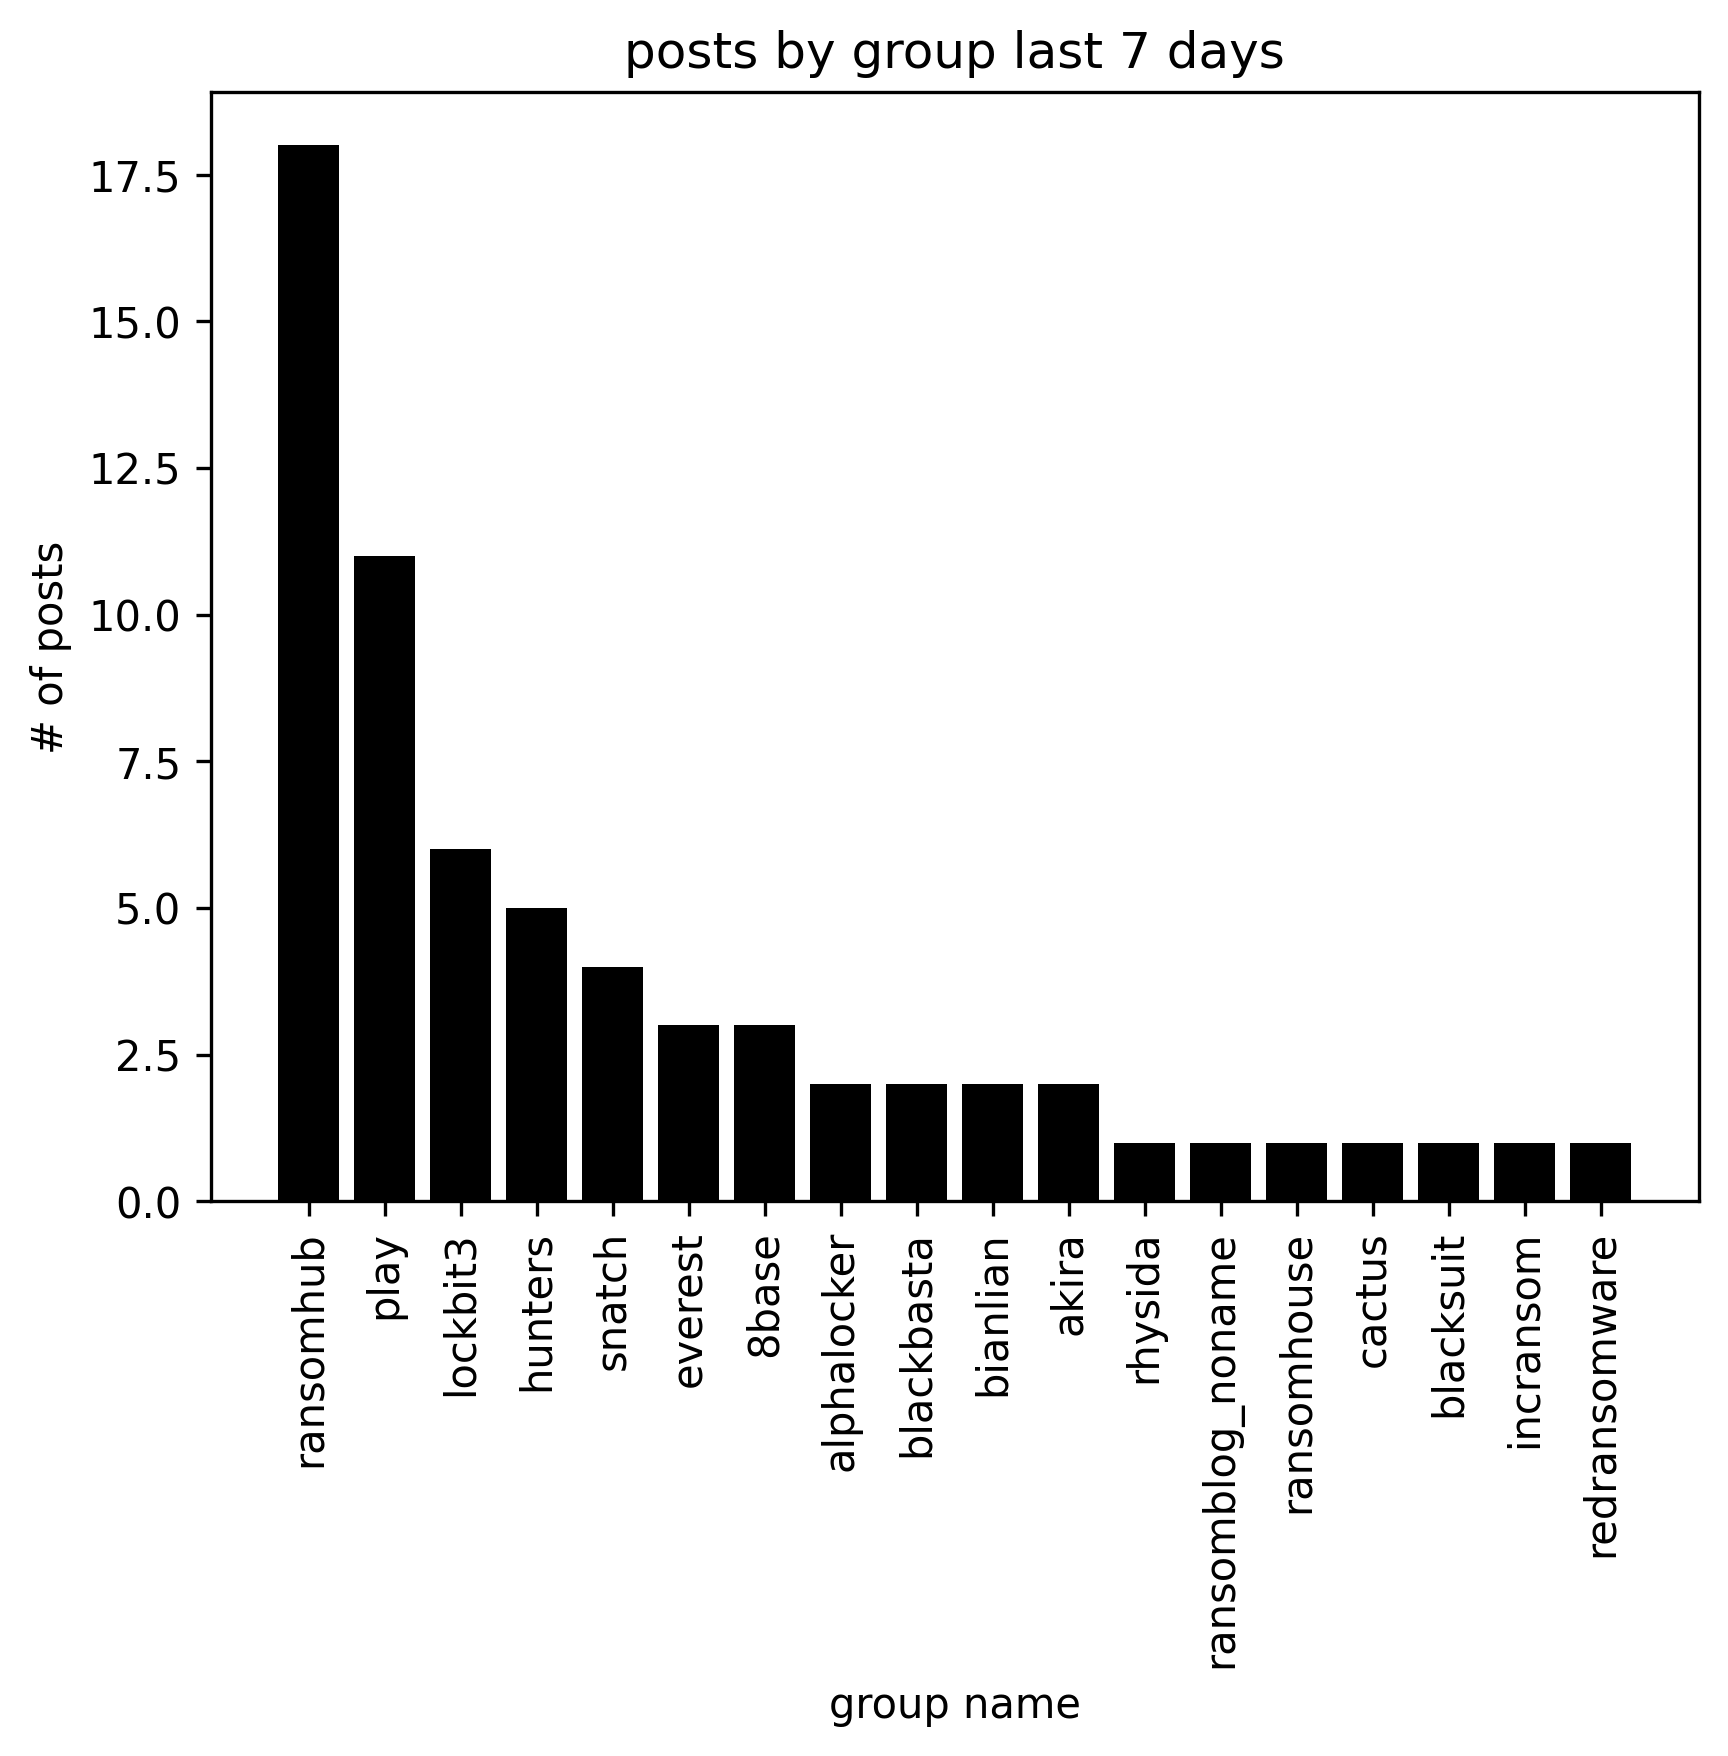 posts by group last 7 days
# of posts
17.5
15.0
12.5
10.0
7.5
5.0
2.5
0.0
ransomhub
play
lockbit3
hunters
snatch
everest
8base
alphalocker
blackbasta
bianlian
akira
rhysida
ransomblog_noname
ransomhouse
cactus
blacksuit
incransom
redransomware
group name